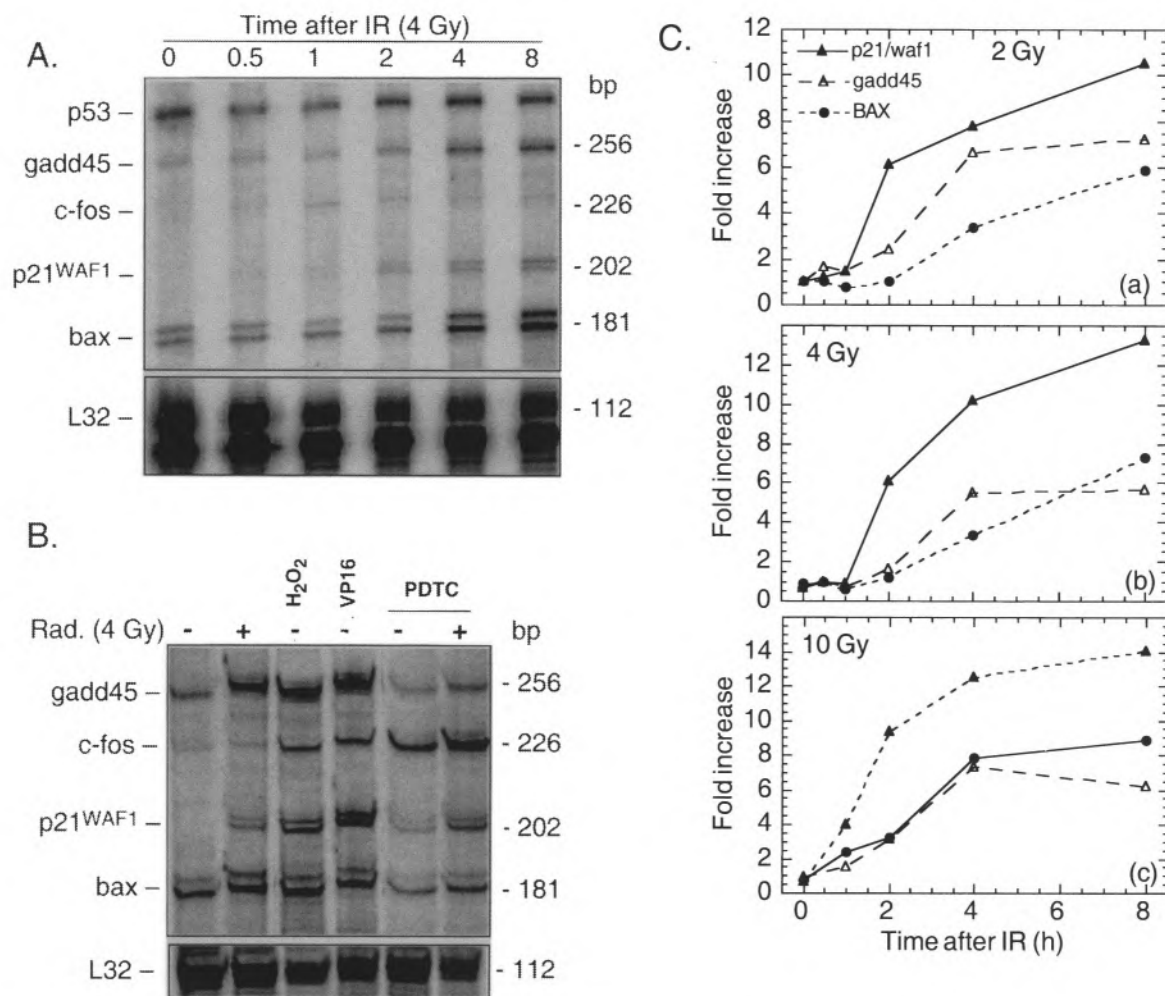 A.
Time after IR (4 Gy)
0 0.5 1 2 4 8
bp
p53 –
gadd45 –
c-fos –
p21WAF1 –
bax –
L32 –
- 256
- 226
- 202
- 181
- 112
B.
H2O2
VP16
PDTC
Rad. (4 Gy) - + - - - + bp
gadd45 –
c-fos –
p21WAF1 –
bax –
L32 –
- 256
- 226
- 202
- 181
- 112
C.
p21/waf1
gadd45
BAX
2 Gy
Fold increase
12
10
8
6
4
2
0
(a)
4 Gy
Fold increase
12
10
8
6
4
2
0
(b)
10 Gy
Fold increase
14
12
10
8
6
4
2
0
(c)
0 2 4 6 8
Time after IR (h)